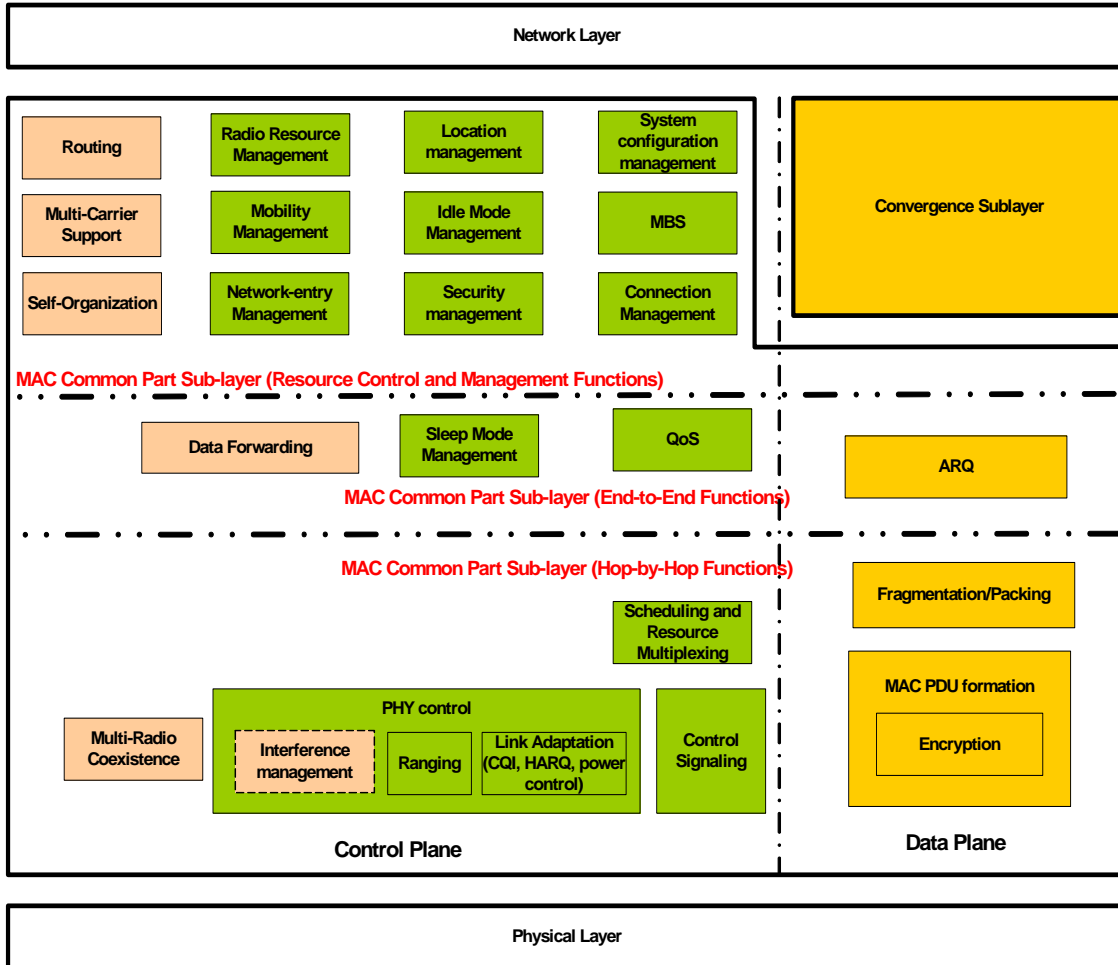 Network Layer
Routing
Radio Resource
Management
Location
management
System
configuration
management
Convergence Sublayer
Multi-Carrier
Support
Mobility
Management
Idle Mode
Management
MBS
Self-Organization
Network-entry
Management
Security
management
Connection
Management
MAC Common Part Sub-layer (Resource Control and Management Functions)
Data Forwarding
Sleep Mode
Management
QoS
ARQ
MAC Common Part Sub-layer (End-to-End Functions)
MAC Common Part Sub-layer (Hop-by-Hop Functions)
Fragmentation/Packing
Scheduling and
Resource
Multiplexing
MAC PDU formation
Encryption
PHY control
Multi-Radio
Coexistence
Interference
management
Ranging
Link Adaptation
(CQI, HARQ, power
control)
Control
Signaling
Control Plane
Data Plane
Physical Layer